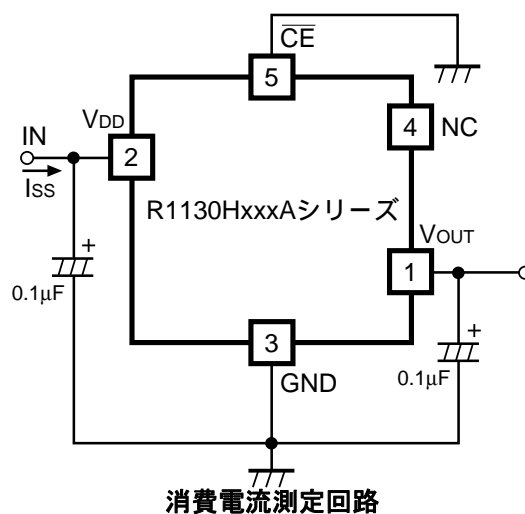 CE
5
VDD
IN
2
4
NC
ISS
R1130HxxxAシリーズ
VOUT
1
+
0.1μF
3
+
GND
0.1μF
消費電流測定回路